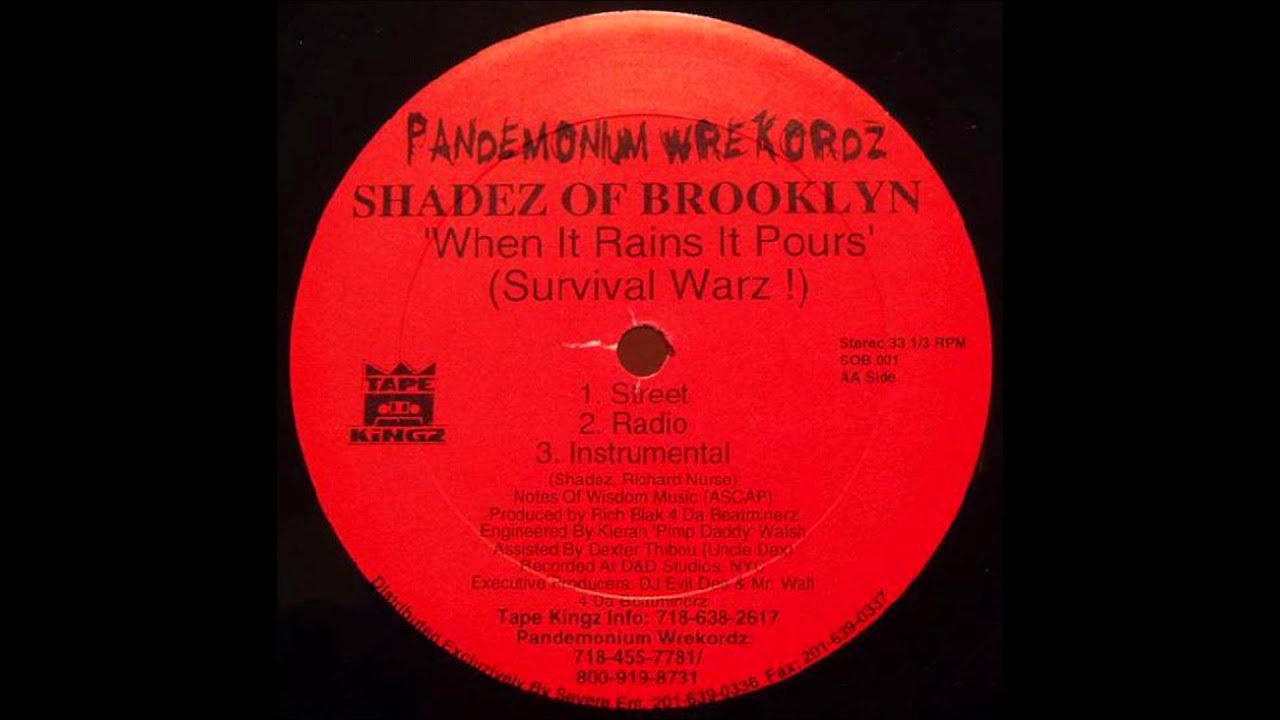 PANDEMONIUM WREKORDZ
SHADEZ OF BROOKLYN
'When It Rains It Pours'
(Survival Warz !)
Stereo 33 1/3 RPM
SOB 001
AA Side
TAPE
KiNGZ
1. Street
2. Radio
3. Instrumental
(Shadez, Richard Nurse)
Notes Of Wisdom Music (ASCAP)
Produced by Rich Blak 4 Da Beatminerz
Engineered By Kieran 'Pimp Daddy' Walsh
Assisted By Dexter Thibou (Uncle Dex)
Recorded At D&D Studios, NYC
Executive Producers: DJ Evil Dee & Mr. Walt
4 Da Beatminerz
Tape Kingz Info: 718-638-2617
Pandemonium Wrekordz:
718-455-7781/
800-919-8731
Distributed Exclusively By Severe Ent. 201-639-0336 Fax: 201-639-0337